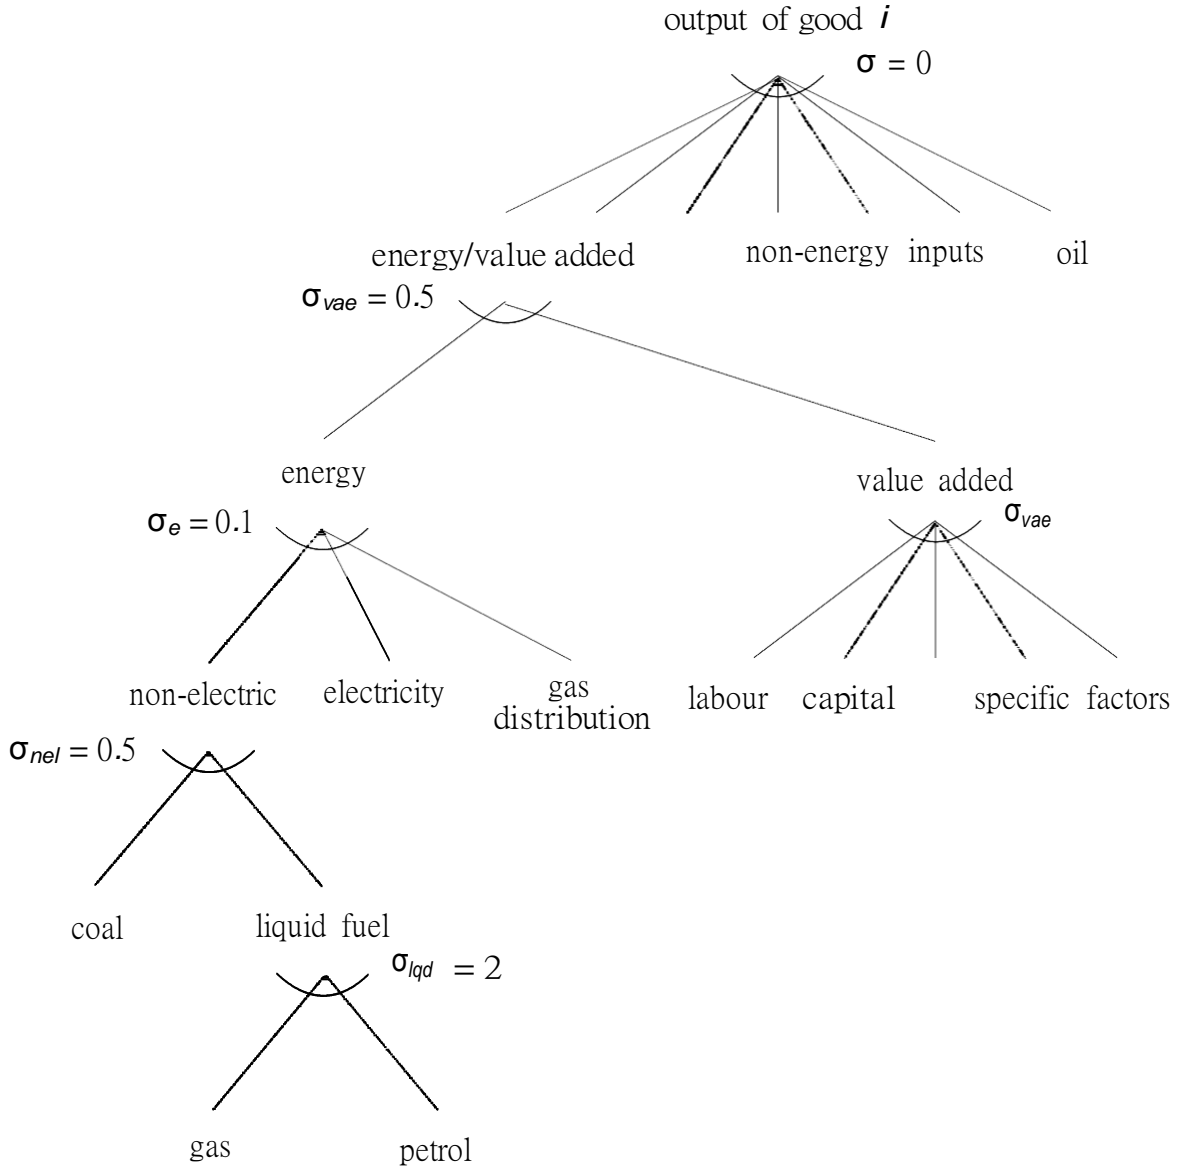 output of good i
σ = 0
energy/value added
non-energy inputs
oil
σvae = 0.5
energy
value added
σe = 0.1
σvae
non-electric
electricity
gas
distribution
labour
capital
specific factors
σnel = 0.5
coal
liquid fuel
σlqd = 2
gas
petrol